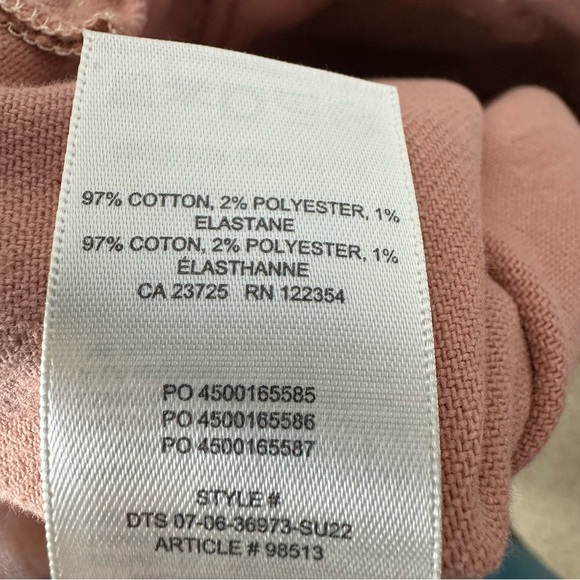 97% COTTON, 2% POLYESTER, 1%
ELASTANE
97% COTON, 2% POLYESTER, 1%
ÉLASTHANNE
CA 23725 RN 122354
PO 4500165585
PO 4500165586
PO 4500165587
STYLE #
DTS 07-06-36973-SU22
ARTICLE # 98513